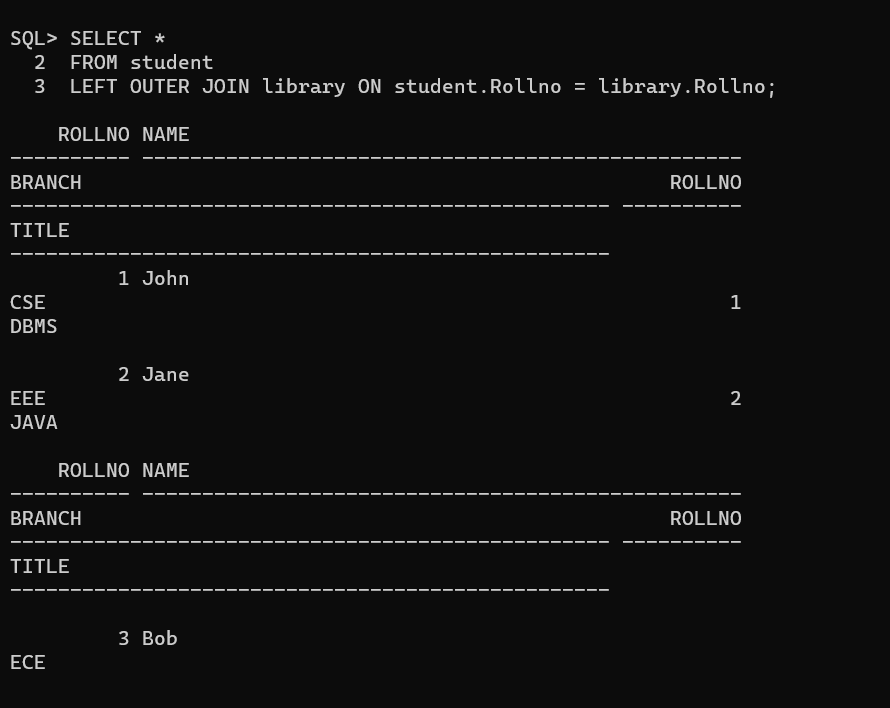 SQL> SELECT *
  2  FROM student
  3  LEFT OUTER JOIN library ON student.Rollno = library.Rollno;

    ROLLNO NAME
---------- --------------------------------------------------
BRANCH                                                 ROLLNO
-------------------------------------------------- ----------
TITLE
--------------------------------------------------
         1 John
CSE                                                         1
DBMS

         2 Jane
EEE                                                         2
JAVA

    ROLLNO NAME
---------- --------------------------------------------------
BRANCH                                                 ROLLNO
-------------------------------------------------- ----------
TITLE
--------------------------------------------------

         3 Bob
ECE